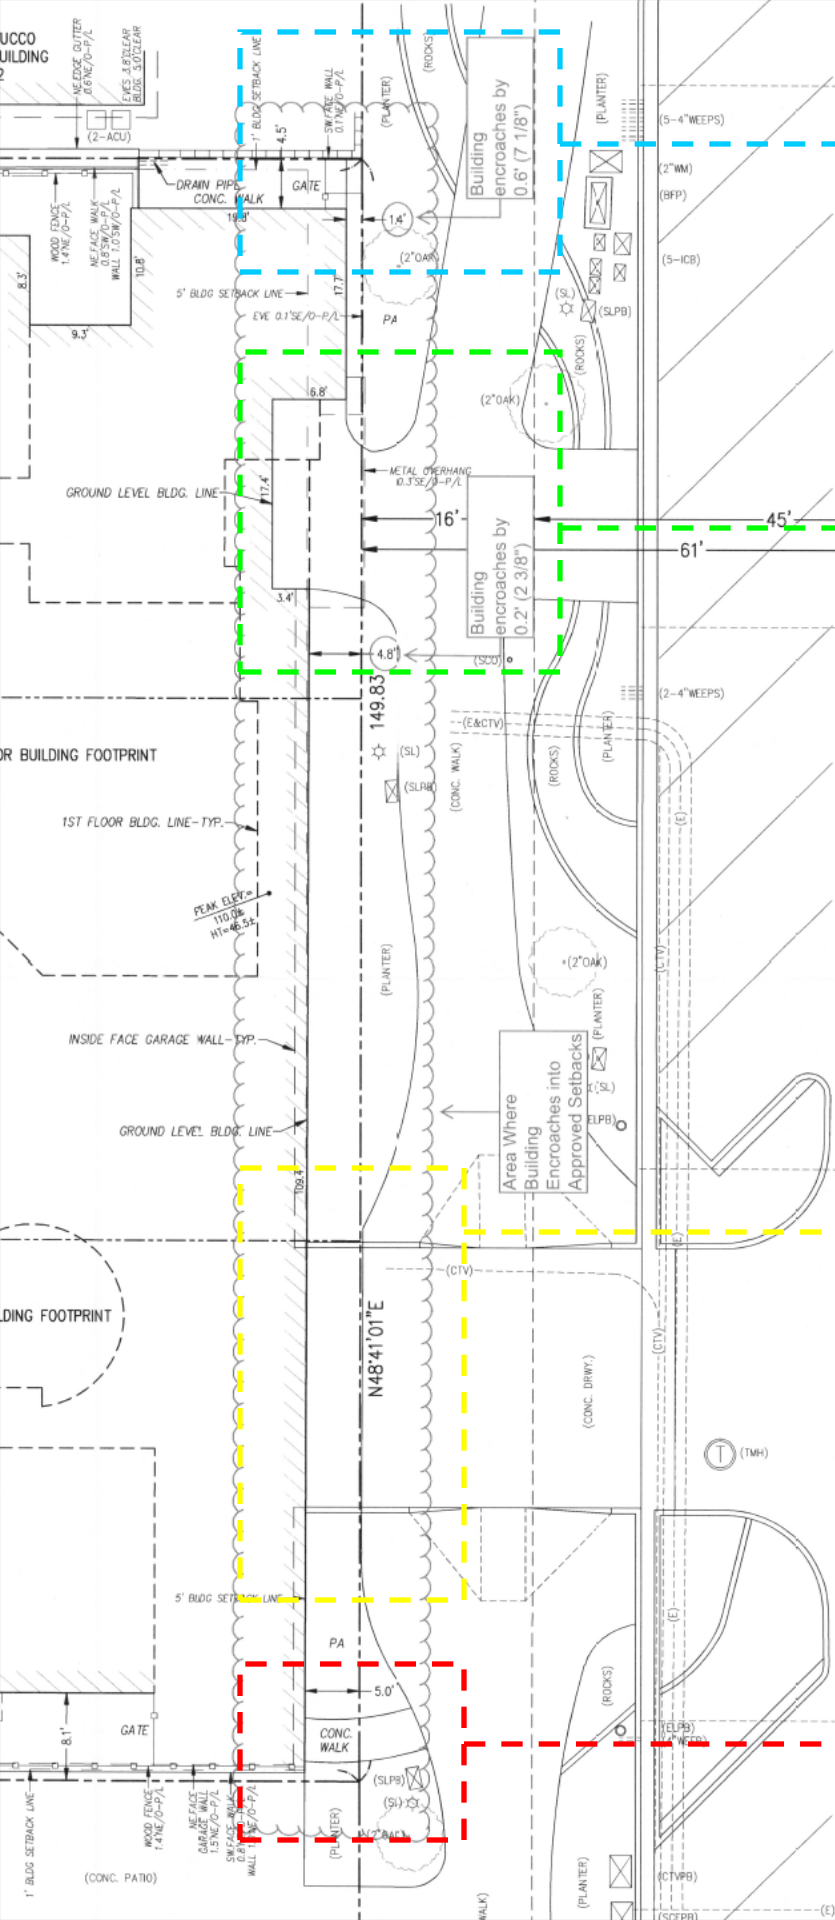 UCCO
UILDING
2
NE.EDGE GUTTER
0.6'NE/O-P/L
EVES 3.8'CLEAR
BLDG. 5.0'CLEAR
(2-ACU)
1' BLDG SETBACK LINE
4.5'
SW.FACE WALL
0.1'NE/O-P/L
(PLANTER)
(ROCKS)
Building
encroaches by
0.6' (7 1/8")
(PLANTER)
(5-4"WEEPS)
(2"WM)
(BFP)
(5-ICB)
DRAIN PIPE
CONC. WALK
GATE
19.8'
1.4'
WOOD FENCE
1.4'NE/O-P/L
NE.FACE WALK
0.8'SW/O-P/L
WALL 1.0'SW/O-P/L
10.8'
8.3'
9.3'
17.7'
(2"OAK)
5' BLDG SETBACK LINE
EVE 0.1'SE/O-P/L
PA
(SL)
(SLPB)
(ROCKS)
6.8'
(2"OAK)
METAL OVERHANG
0.3'SE/O-P/L
GROUND LEVEL BLDG. LINE
17.4'
16'
45'
61'
Building
encroaches by
0.2' (2 3/8")
3.4'
4.8'
(SCO)
149.83'
(2-4"WEEPS)
(E&CTV)
(SL)
(SLPB)
(CONC. WALK)
(ROCKS)
(PLANTER)
OR BUILDING FOOTPRINT
1ST FLOOR BLDG. LINE-TYP.
(E)
PEAK ELEV.=
110.0±
HT=46.5±
(PLANTER)
(2"OAK)
(CTV)
(PLANTER)
INSIDE FACE GARAGE WALL-TYP.
Area Where
Building
Encroaches into
Approved Setbacks
(SL)
ELPB)
GROUND LEVEL BLDG. LINE
109.4'
(E)
(CTV)
LDING FOOTPRINT
N48°41'01"E
(CTV)
(CONC. DRWY.)
T
(TMH)
5' BLDG SETBACK LINE
(E)
PA
(ROCKS)
5.0'
8.1'
GATE
CONC.
WALK
(ELPB)
(SLPB)
(SL)
(2"OAK)
1' BLDG SETBACK LINE
WOOD FENCE
1.4'NE/O-P/L
NE.FACE
GARAGE WALL
1.5'NE/O-P/L
SW.FACE WALK
(PLANTER)
(CONC. PATIO)
(PLANTER)
(CTVPB)
WALK)
(SCEPB)
(E)